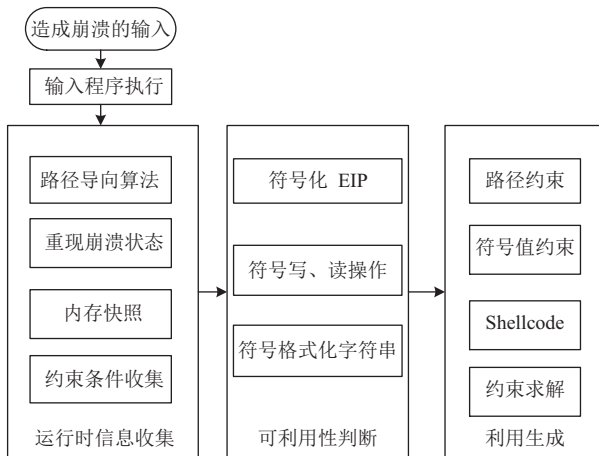 造成崩溃的输入
输入程序执行
路径导向算法
重现崩溃状态
内存快照
约束条件收集
运行时信息收集
符号化 EIP
符号写、读操作
符号格式化字符串
可利用性判断
路径约束
符号值约束
Shellcode
约束求解
利用生成